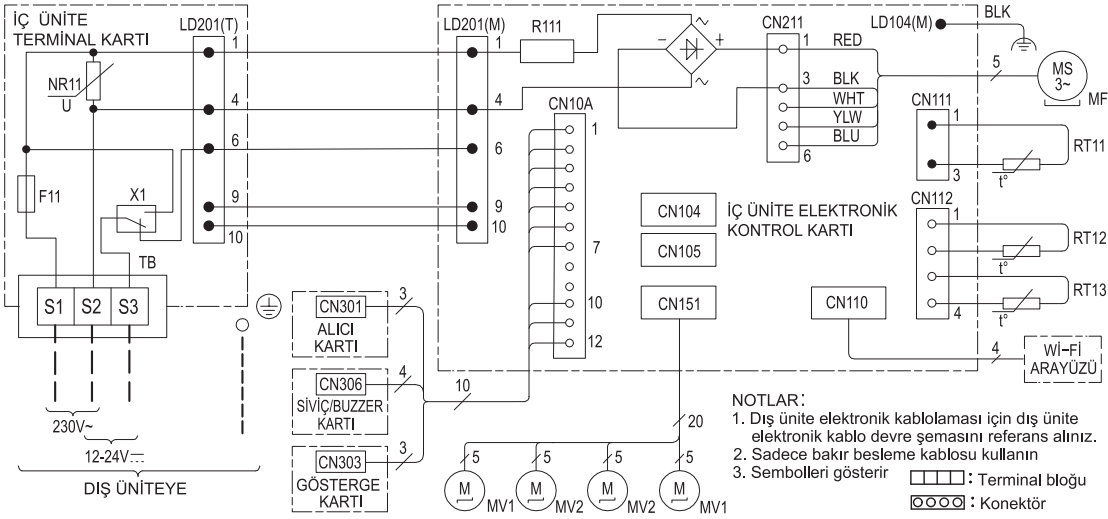 İÇ ÜNİTE
TERMİNAL KARTI
LD201(T)
1
4
6
9
10
NR11
U
F11
X1
TB
S1
S2
S3
230V~
12-24V⎓
DIŞ ÜNİTEYE
LD201(M)
1
4
6
9
10
R111
~
−
+
~
CN211
1
3
6
RED
BLK
WHT
YLW
BLU
LD104(M)
BLK
5
MS
3~
MF
CN10A
1
7
10
12
CN111
1
3
RT11
t°
CN112
1
4
RT12
t°
RT13
t°
CN104
CN105
CN151
İÇ ÜNİTE ELEKTRONİK
KONTROL KARTI
CN110
4
Wİ-Fİ
ARAYÜZÜ
CN301
3
ALICI
KARTI
CN306
4
SİVİÇ/BUZZER
KARTI
CN303
3
GÖSTERGE
KARTI
10
20
5
5
5
5
M
MV1
M
MV2
M
MV2
M
MV1
NOTLAR:
1. Dış ünite elektronik kablolaması için dış ünite
elektronik kablo devre şemasını referans alınız.
2. Sadece bakır besleme kablosu kullanın
3. Sembolleri gösterir
: Terminal bloğu
: Konektör